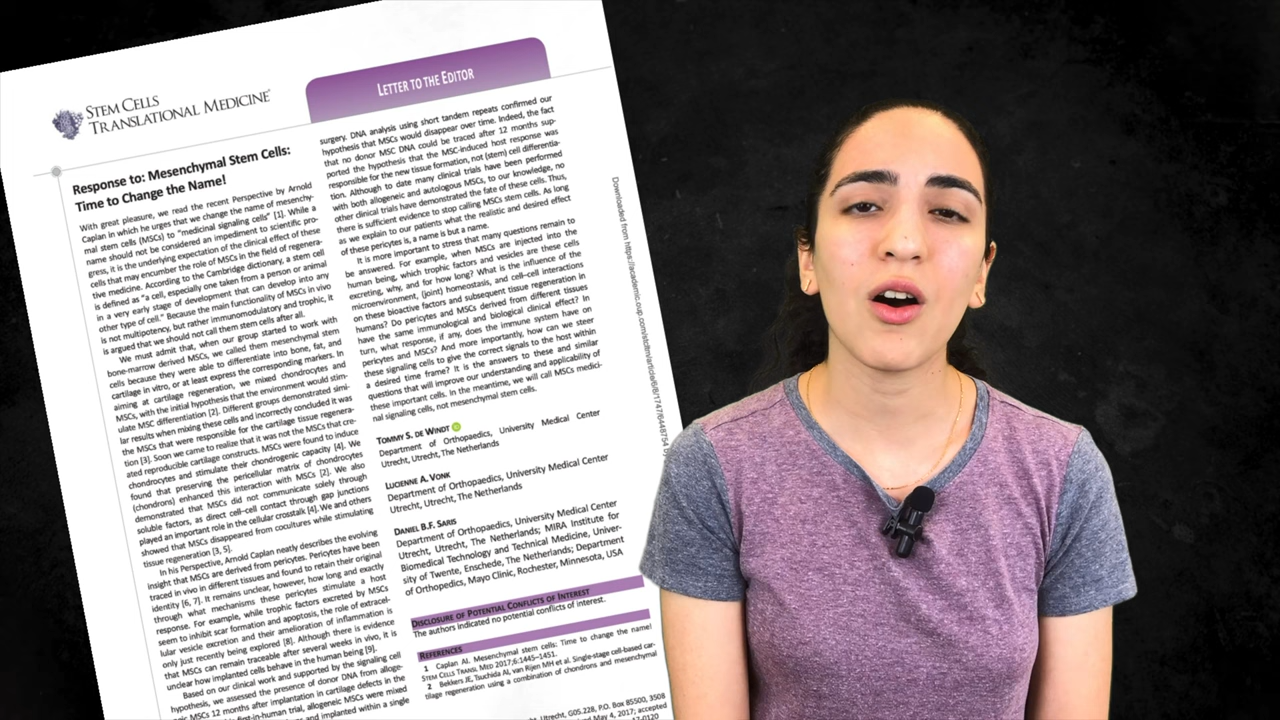 STEM CELLS
TRANSLATIONAL MEDICINE
LETTER TO THE EDITOR
Response to: Mesenchymal Stem Cells:
Time to Change the Name!
With great pleasure, we read the recent Perspective by Arnold
Caplan in which he urges that we change the name of mesenchy-
mal stem cells (MSCs) to “medicinal signaling cells” [1]. While a
name should not be considered an impediment to scientific pro-
gress, it is the underlying expectation of the clinical effect of these
cells that may encumber the role of MSCs in the field of regenera-
tive medicine. According to the Cambridge dictionary, a stem cell
is defined as “a cell, especially one taken from a person or animal
in a very early stage of development that can develop into any
other type of cell.” Because the main functionality of MSCs in vivo
is not multipotency, but rather immunomodulatory and trophic, it
is argued that we should not call them stem cells after all.
We must admit that, when our group started to work with
bone-marrow derived MSCs, we called them mesenchymal stem
cells because they were able to differentiate into bone, fat, and
cartilage in vitro, or at least express the corresponding markers. In
aiming at cartilage regeneration, we mixed chondrocytes and
MSCs, with the initial hypothesis that the environment would stim-
ulate MSC differentiation [2]. Different groups demonstrated simi-
lar results when mixing these cells and incorrectly concluded it was
the MSCs that were responsible for the cartilage tissue regenera-
tion [3]. Soon we came to realize that it was not the MSCs that cre-
ated reproducible cartilage constructs. MSCs were found to induce
chondrocytes and stimulate their chondrogenic capacity [4]. We
found that preserving the pericellular matrix of chondrocytes
(chondrons) enhanced this interaction with MSCs [2]. We also
demonstrated that MSCs did not communicate solely through
soluble factors, as direct cell–cell contact through gap junctions
played an important role in the cellular crosstalk [4]. We and others
showed that MSCs disappeared from cocultures while stimulating
tissue regeneration [3, 5].
In his Perspective, Arnold Caplan neatly describes the evolving
insight that MSCs are derived from pericytes. Pericytes have been
traced in vivo in different tissues and found to retain their original
identity [6, 7]. It remains unclear, however, how long and exactly
through what mechanisms these pericytes stimulate a host
response. For example, while trophic factors excreted by MSCs
seem to inhibit scar formation and apoptosis, the role of extracel-
lular vesicle excretion and their amelioration of inflammation is
only just recently being explored [8]. Although there is evidence
that MSCs can remain traceable after several weeks in vivo, it is
unclear how implanted cells behave in the human being [9].
Based on our clinical work and supported by the signaling cell
hypothesis, we assessed the presence of donor DNA from alloge-
neic MSCs 12 months after implantation in cartilage defects in the
first-in-human trial, allogeneic MSCs were mixed
and implanted within a single
surgery. DNA analysis using short tandem repeats confirmed our
hypothesis that MSCs would disappear over time. Indeed, the fact
that no donor MSC DNA could be traced after 12 months sup-
ported the hypothesis that the MSC-induced host response was
responsible for the new tissue formation, not (stem) cell differentia-
tion. Although to date many clinical trials have been performed
with both allogeneic and autologous MSCs, to our knowledge, no
other clinical trials have demonstrated the fate of these cells. Thus,
there is sufficient evidence to stop calling MSCs stem cells. As long
as we explain to our patients what the realistic and desired effect
of these pericytes is, a name is but a name.
It is more important to stress that many questions remain to
be answered. For example, when MSCs are injected into the
human being, which trophic factors and vesicles are these cells
excreting, why, and for how long? What is the influence of the
microenvironment, (joint) homeostasis, and cell–cell interactions
on these bioactive factors and subsequent tissue regeneration in
humans? Do pericytes and MSCs derived from different tissues
have the same immunological and biological clinical effect? In
turn, what response, if any, does the immune system have on
pericytes and MSCs? And more importantly, how can we steer
these signaling cells to give the correct signals to the host within
a desired time frame? It is the answers to these and similar
questions that will improve our understanding and applicability of
these important cells. In the meantime, we will call MSCs medici-
nal signaling cells, not mesenchymal stem cells.
TOMMY S. DE WINDT
Department of Orthopaedics, University Medical Center
Utrecht, Utrecht, The Netherlands
LUCIENNE A. VONK
Department of Orthopaedics, University Medical Center
Utrecht, Utrecht, The Netherlands
DANIEL B.F. SARIS
Department of Orthopaedics, University Medical Center
Utrecht, Utrecht, The Netherlands; MIRA Institute for
Biomedical Technology and Technical Medicine, Univer-
sity of Twente, Enschede, The Netherlands; Department
of Orthopedics, Mayo Clinic, Rochester, Minnesota, USA
DISCLOSURE OF POTENTIAL CONFLICTS OF INTEREST
The authors indicated no potential conflicts of interest.
REFERENCES
1 Caplan AI. Mesenchymal stem cells: Time to change the name!
STEM CELLS TRANSL MED 2017;6:1445–1451.
2 Bekkers JE, Tsuchida AI, van Rijen MH et al. Single-stage cell-based car-
tilage regeneration using a combination of chondrons and mesenchymal
Utrecht, G05.228, P.O. Box 85500, 3508
May 4, 2017; accepted
17-0120
Downloaded from https://academic.oup.com/stcltm/article/6/8/1747/6448754